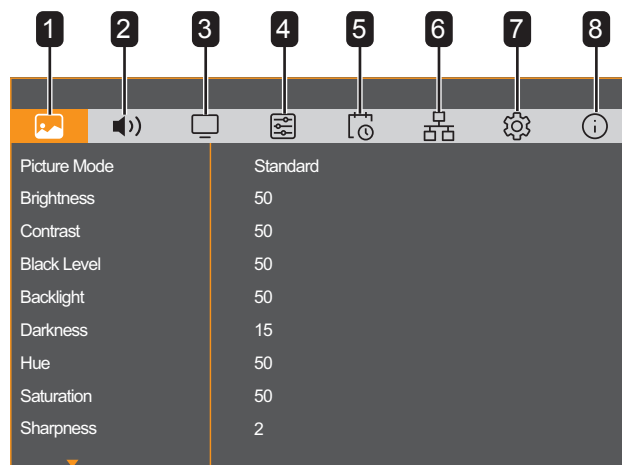 1 2 3 4 5 6 7 8
Picture Mode Standard
Brightness 50
Contrast 50
Black Level 50
Backlight 50
Darkness 15
Hue 50
Saturation 50
Sharpness 2